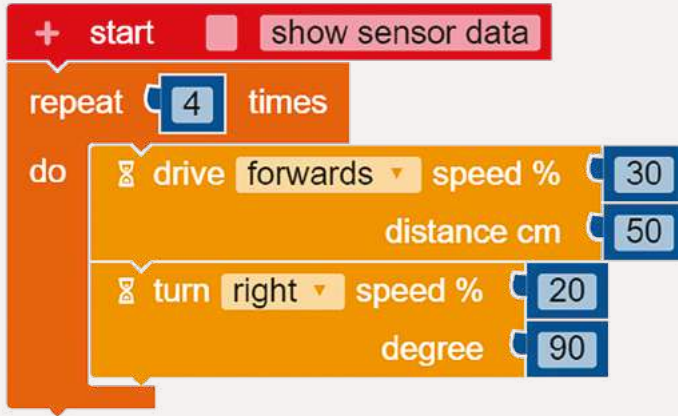 + start show sensor data
repeat 4 times
do drive forwards speed % 30
distance cm 50
turn right speed % 20
degree 90